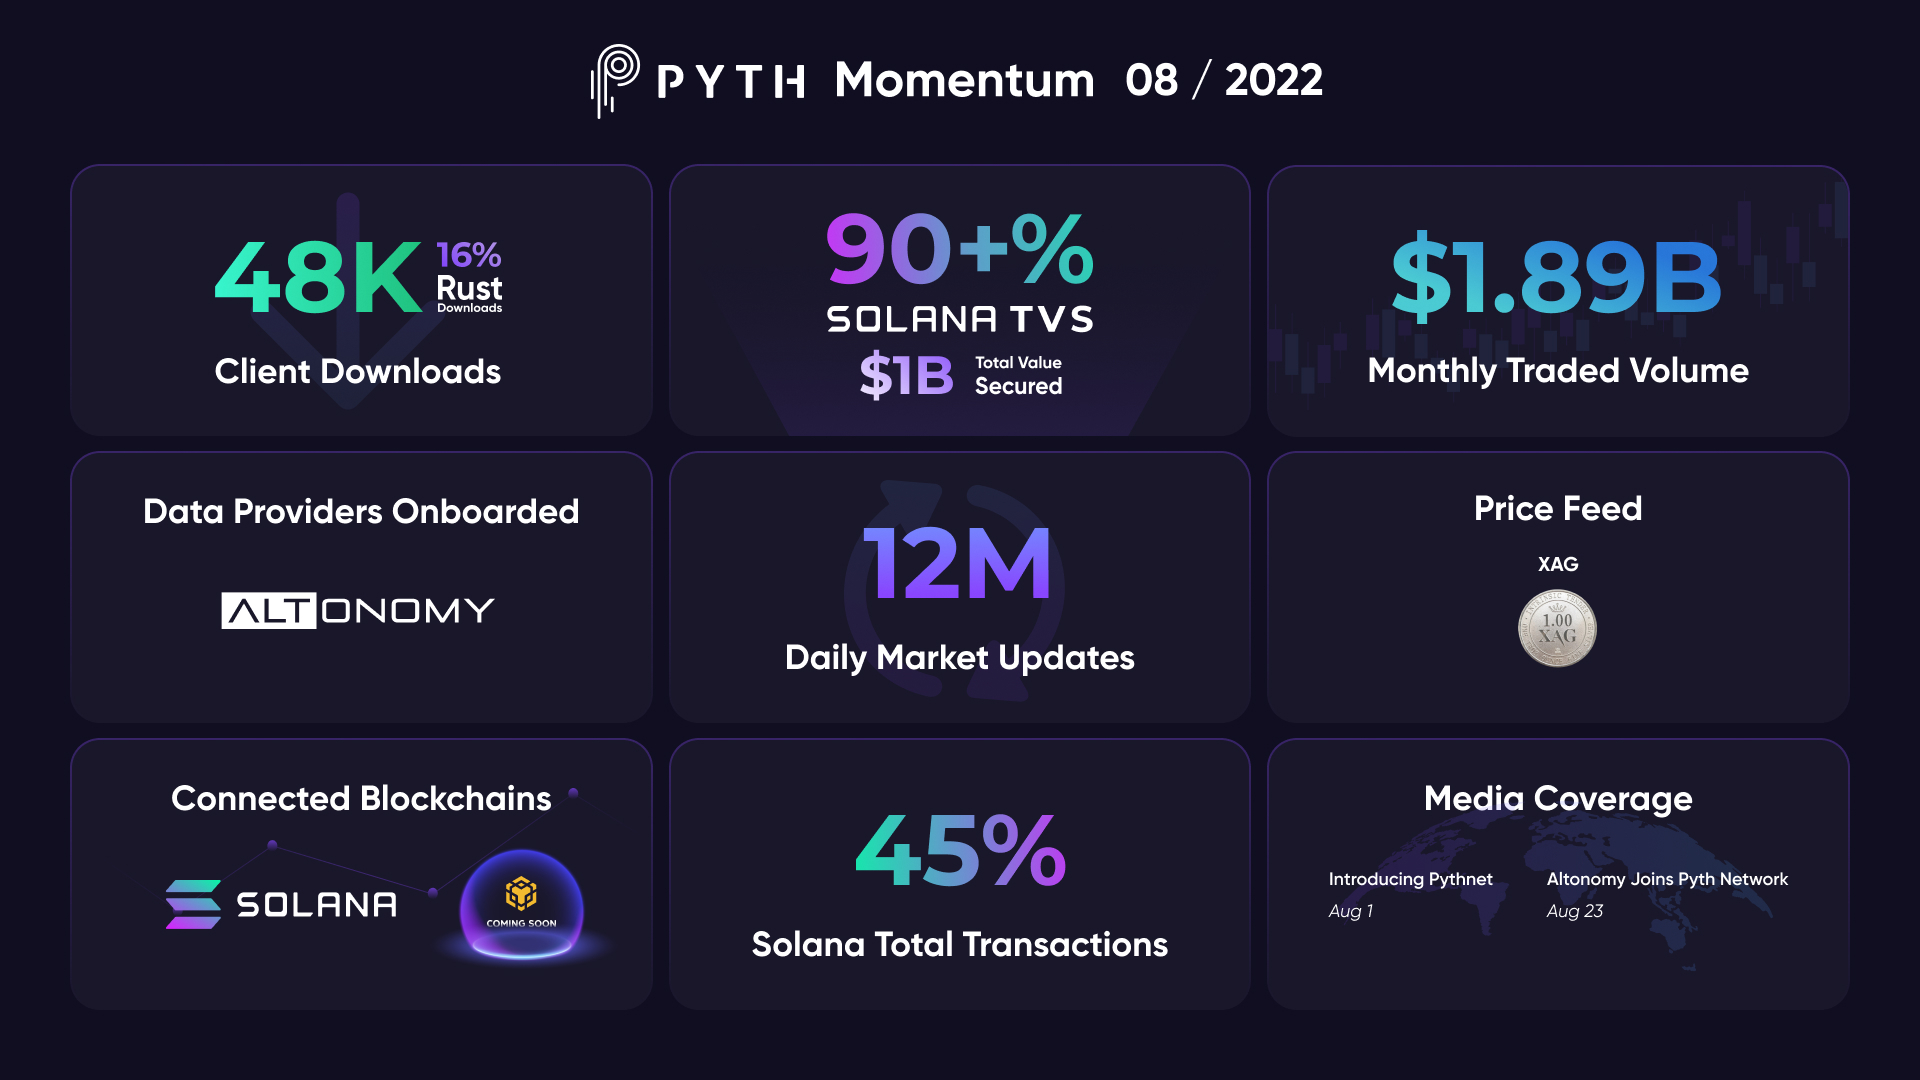 PYTH Momentum 08 / 2022
48K
16%
Rust
Downloads
Client Downloads
90+%
SOLANA TVS
$1B
Total Value
Secured
$1.89B
Monthly Traded Volume
Data Providers Onboarded
ALTONOMY
12M
Daily Market Updates
Price Feed
XAG
1.00
XAG
Connected Blockchains
SOLANA
COMING SOON
45%
Solana Total Transactions
Media Coverage
Introducing Pythnet
Aug 1
Altonomy Joins Pyth Network
Aug 23